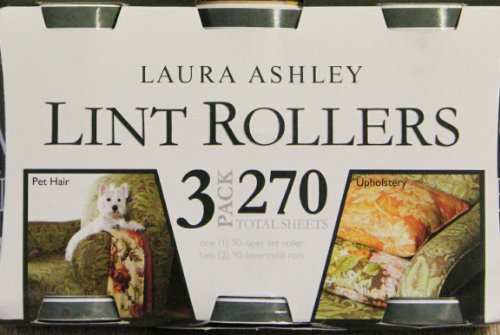 LAURA ASHLEY
LINT ROLLERS
Pet Hair
3 PACK
270
TOTAL SHEETS
one (1) 90-layer lint roller
two (2) 90-layer refill rolls
Upholstery